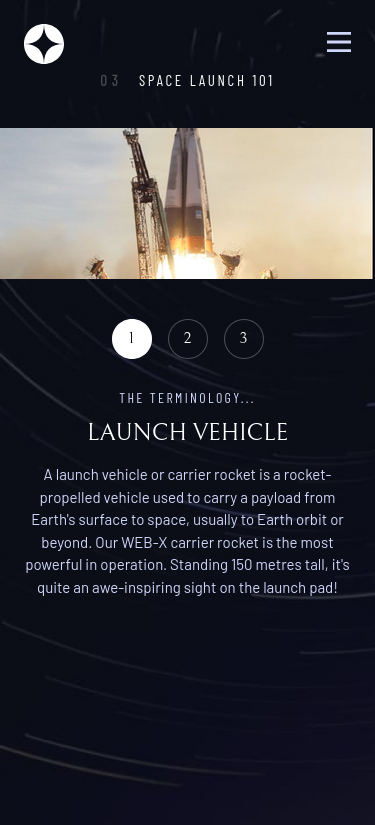 03 SPACE LAUNCH 101
1 2 3
THE TERMINOLOGY...
LAUNCH VEHICLE
A launch vehicle or carrier rocket is a rocket-
propelled vehicle used to carry a payload from
Earth's surface to space, usually to Earth orbit or
beyond. Our WEB-X carrier rocket is the most
powerful in operation. Standing 150 metres tall, it's
quite an awe-inspiring sight on the launch pad!